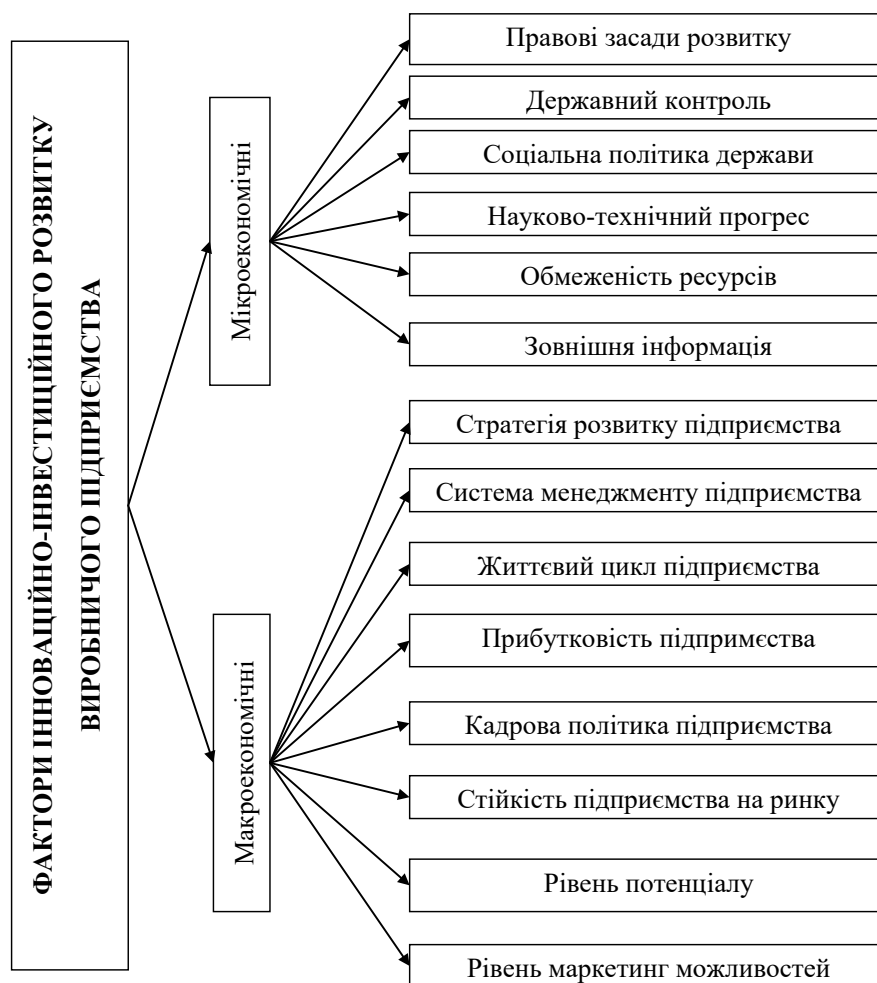 ФАКТОРИ ІННОВАЦІЙНО-ІНВЕСТИЦІЙНОГО РОЗВИТКУ
ВИРОБНИЧОГО ПІДПРИЄМСТВА
Мікроекономічні
Правові засади розвитку
Державний контроль
Соціальна політика держави
Науково-технічний прогрес
Обмеженість ресурсів
Зовнішня інформація
Макроекономічні
Стратегія розвитку підприємства
Система менеджменту підприємства
Життєвий цикл підприємства
Прибутковість підпримєства
Кадрова політика підприємства
Стійкість підприємства на ринку
Рівень потенціалу
Рівень маркетинг можливостей